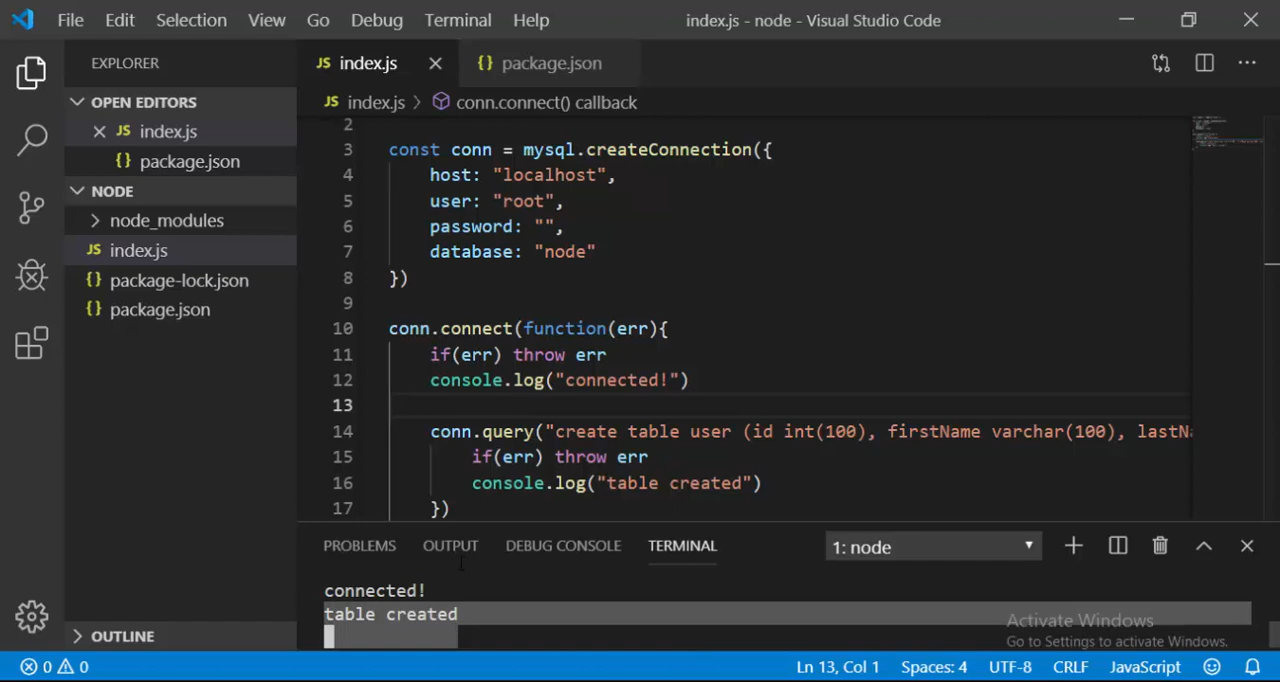 File Edit Selection View Go Debug Terminal Help index.js - node - Visual Studio Code
EXPLORER
OPEN EDITORS
JS index.js
{} package.json
NODE
node_modules
JS index.js
{} package-lock.json
{} package.json
OUTLINE
JS index.js {} package.json
JS index.js > conn.connect() callback
2
3 const conn = mysql.createConnection({
4 host: "localhost",
5 user: "root",
6 password: "",
7 database: "node"
8 })
9
10 conn.connect(function(err){
11 if(err) throw err
12 console.log("connected!")
13
14 conn.query("create table user (id int(100), firstName varchar(100), lastNa
15 if(err) throw err
16 console.log("table created")
17 })
PROBLEMS OUTPUT DEBUG CONSOLE TERMINAL 1: node
connected!
table created
Activate Windows
Go to Settings to activate Windows.
0 0 Ln 13, Col 1 Spaces: 4 UTF-8 CRLF JavaScript